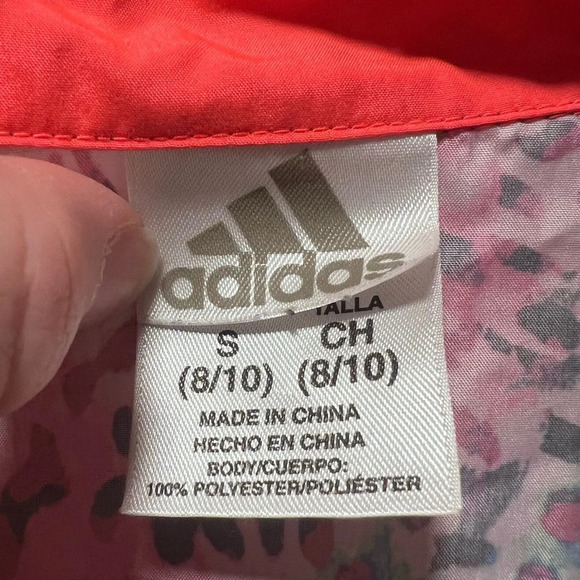 adidas
TALLA
S CH
(8/10) (8/10)
MADE IN CHINA
HECHO EN CHINA
BODY/CUERPO:
100% POLYESTER/POLIÉSTER